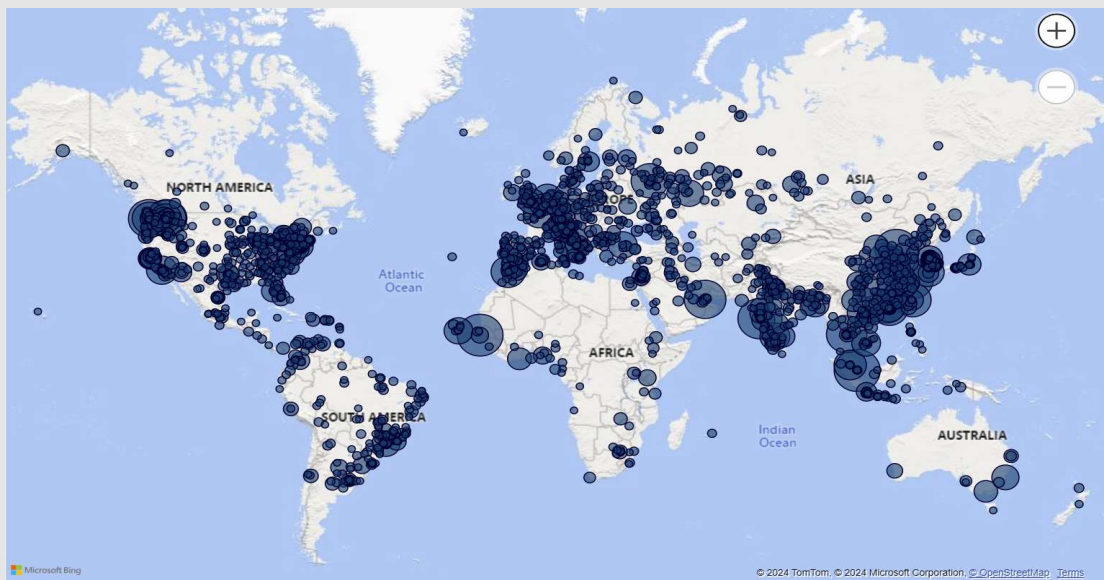 NORTH AMERICA
ASIA
Atlantic
Ocean
AFRICA
SOUTH AMERICA
Indian
Ocean
AUSTRALIA
Microsoft Bing
© 2024 TomTom, © 2024 Microsoft Corporation, © OpenStreetMap Terms